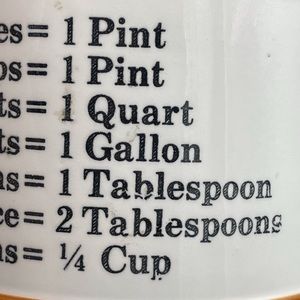 es= 1 Pint
os= 1 Pint
ts= 1 Quart
ts= 1 Gallon
ns= 1 Tablespoon
ce= 2 Tablespoons
ns= ¼ Cup